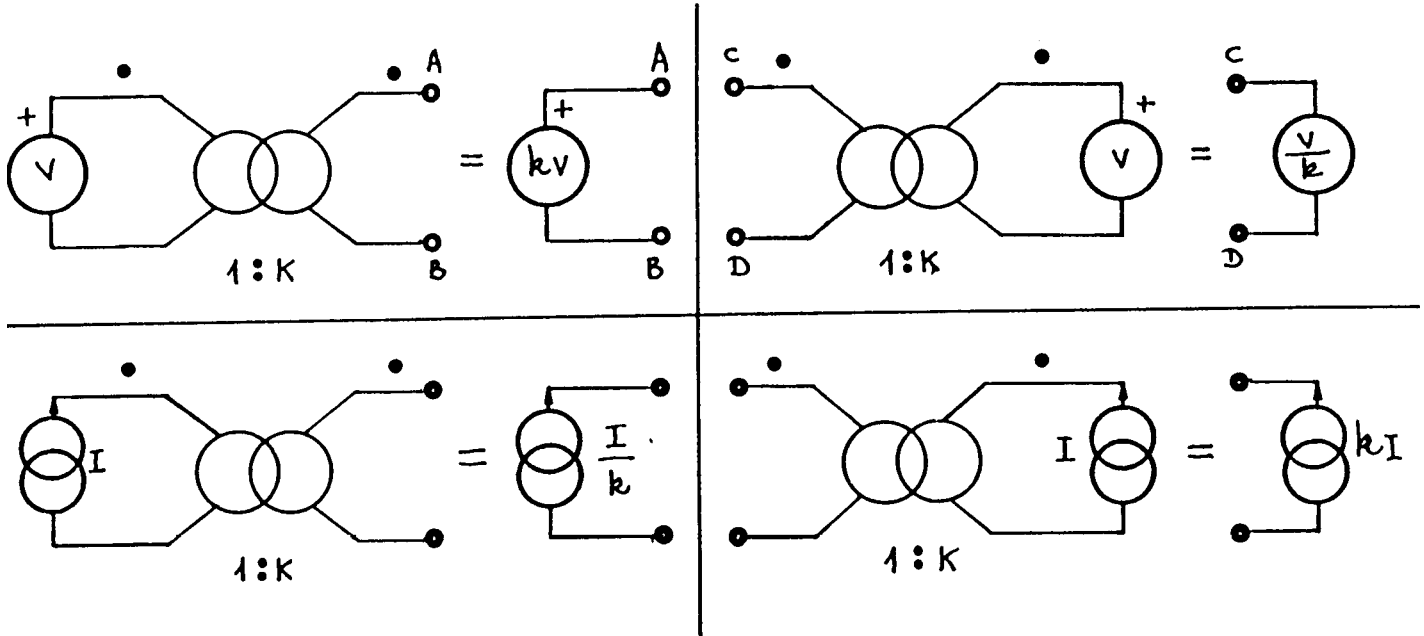 A
A
+
V
=
+
kV
1:K
B
B
C
C
+
V
=
V/k
D
1:K
D
I
=
I/k
1:K
I
=
kI
1:K